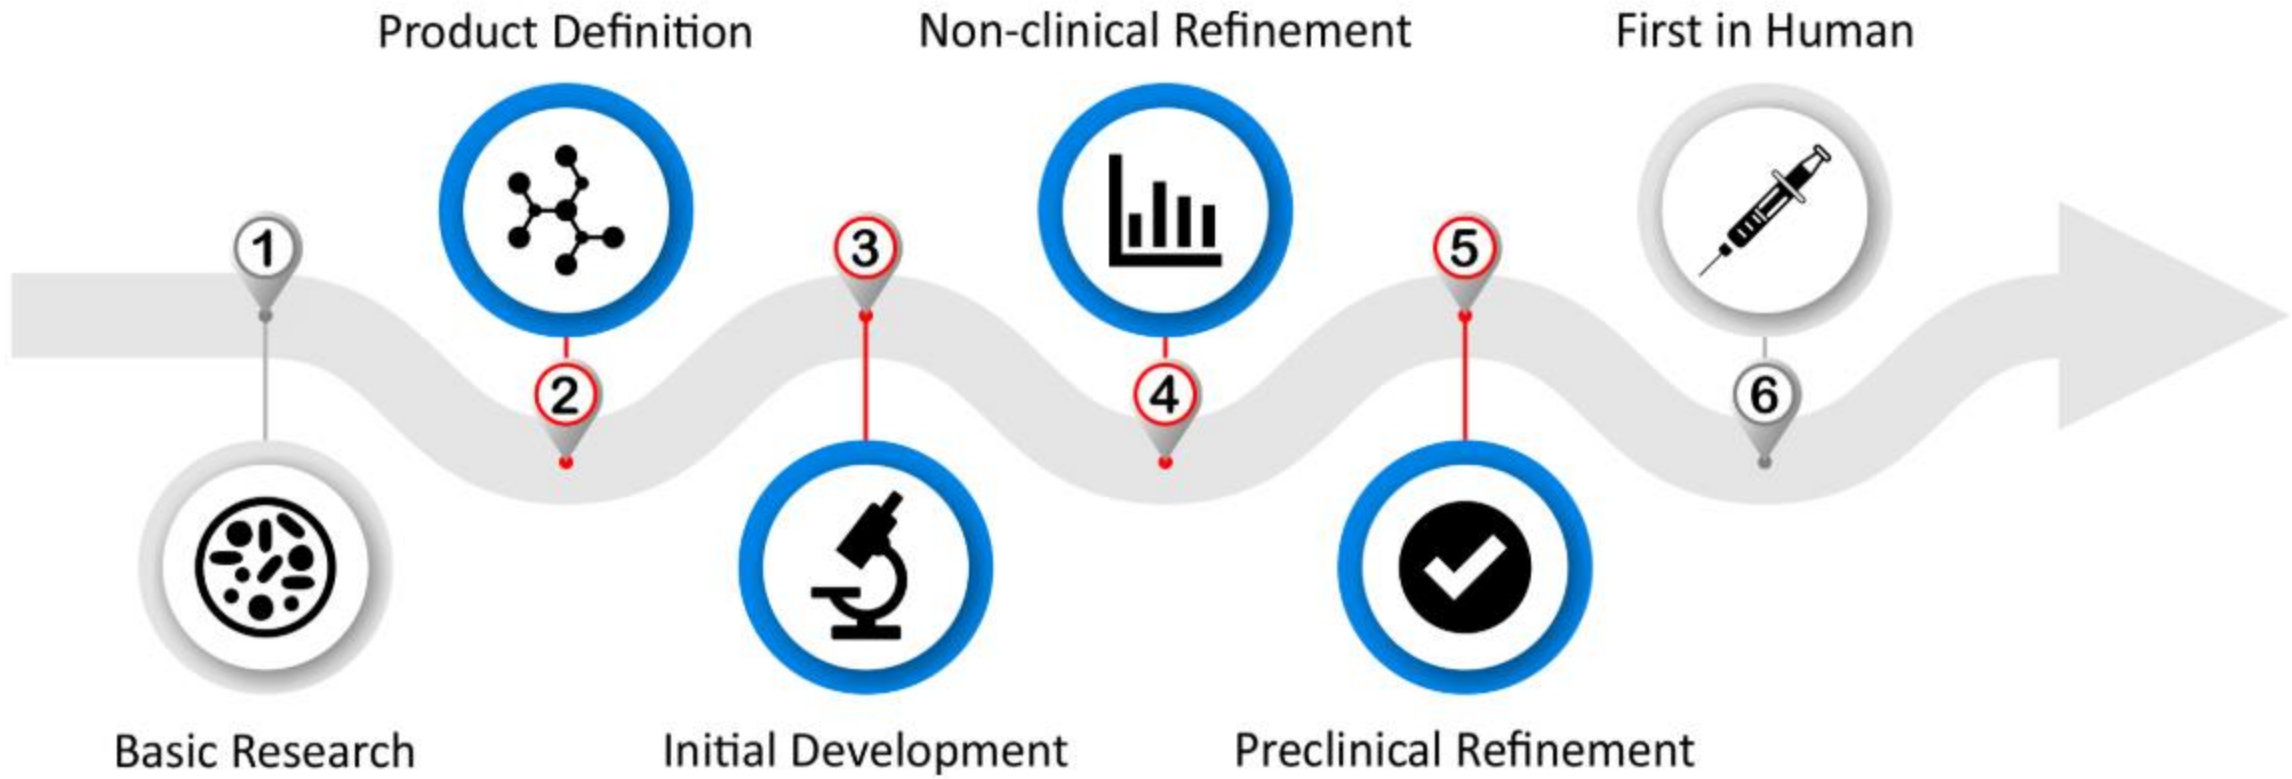 Product Definition
Non-clinical Refinement
First in Human
1
3
5
2
4
6
Basic Research
Initial Development
Preclinical Refinement